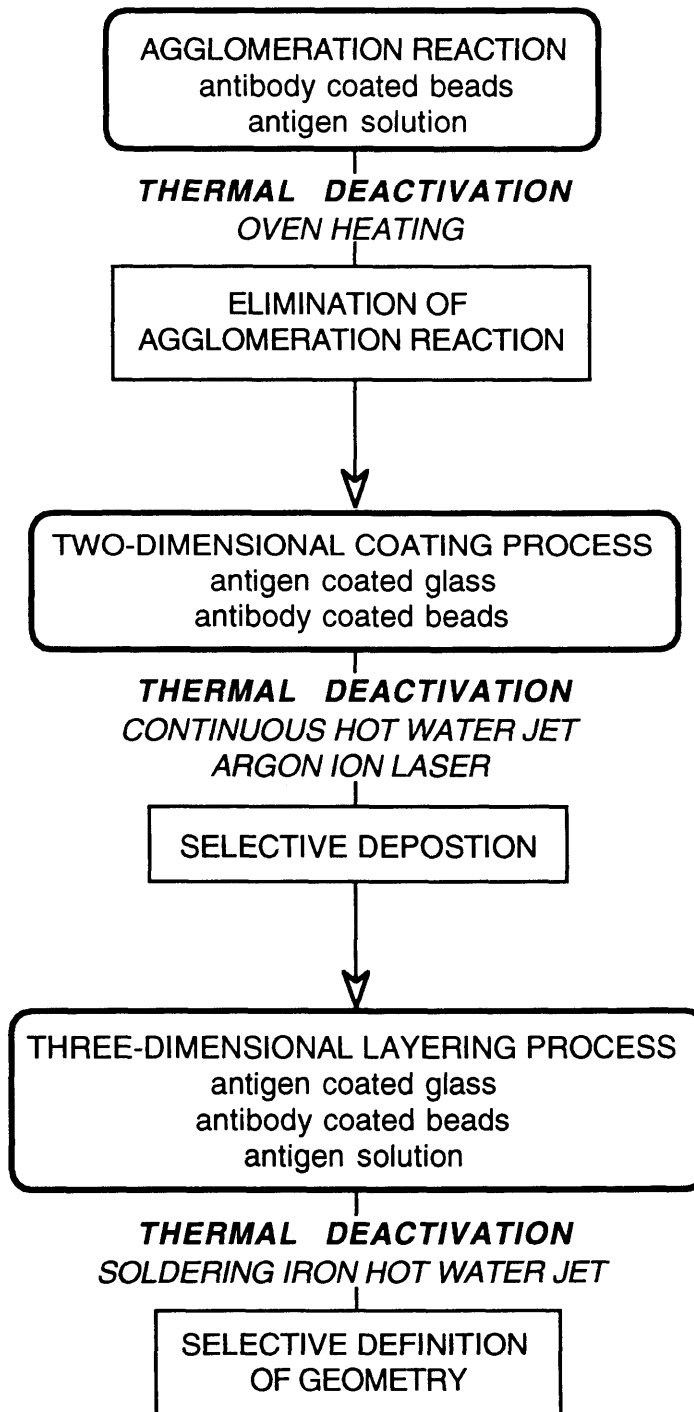 AGGLOMERATION REACTION
antibody coated beads
antigen solution
THERMAL DEACTIVATION
OVEN HEATING
ELIMINATION OF
AGGLOMERATION REACTION
TWO-DIMENSIONAL COATING PROCESS
antigen coated glass
antibody coated beads
THERMAL DEACTIVATION
CONTINUOUS HOT WATER JET
ARGON ION LASER
SELECTIVE DEPOSTION
THREE-DIMENSIONAL LAYERING PROCESS
antigen coated glass
antibody coated beads
antigen solution
THERMAL DEACTIVATION
SOLDERING IRON HOT WATER JET
SELECTIVE DEFINITION
OF GEOMETRY